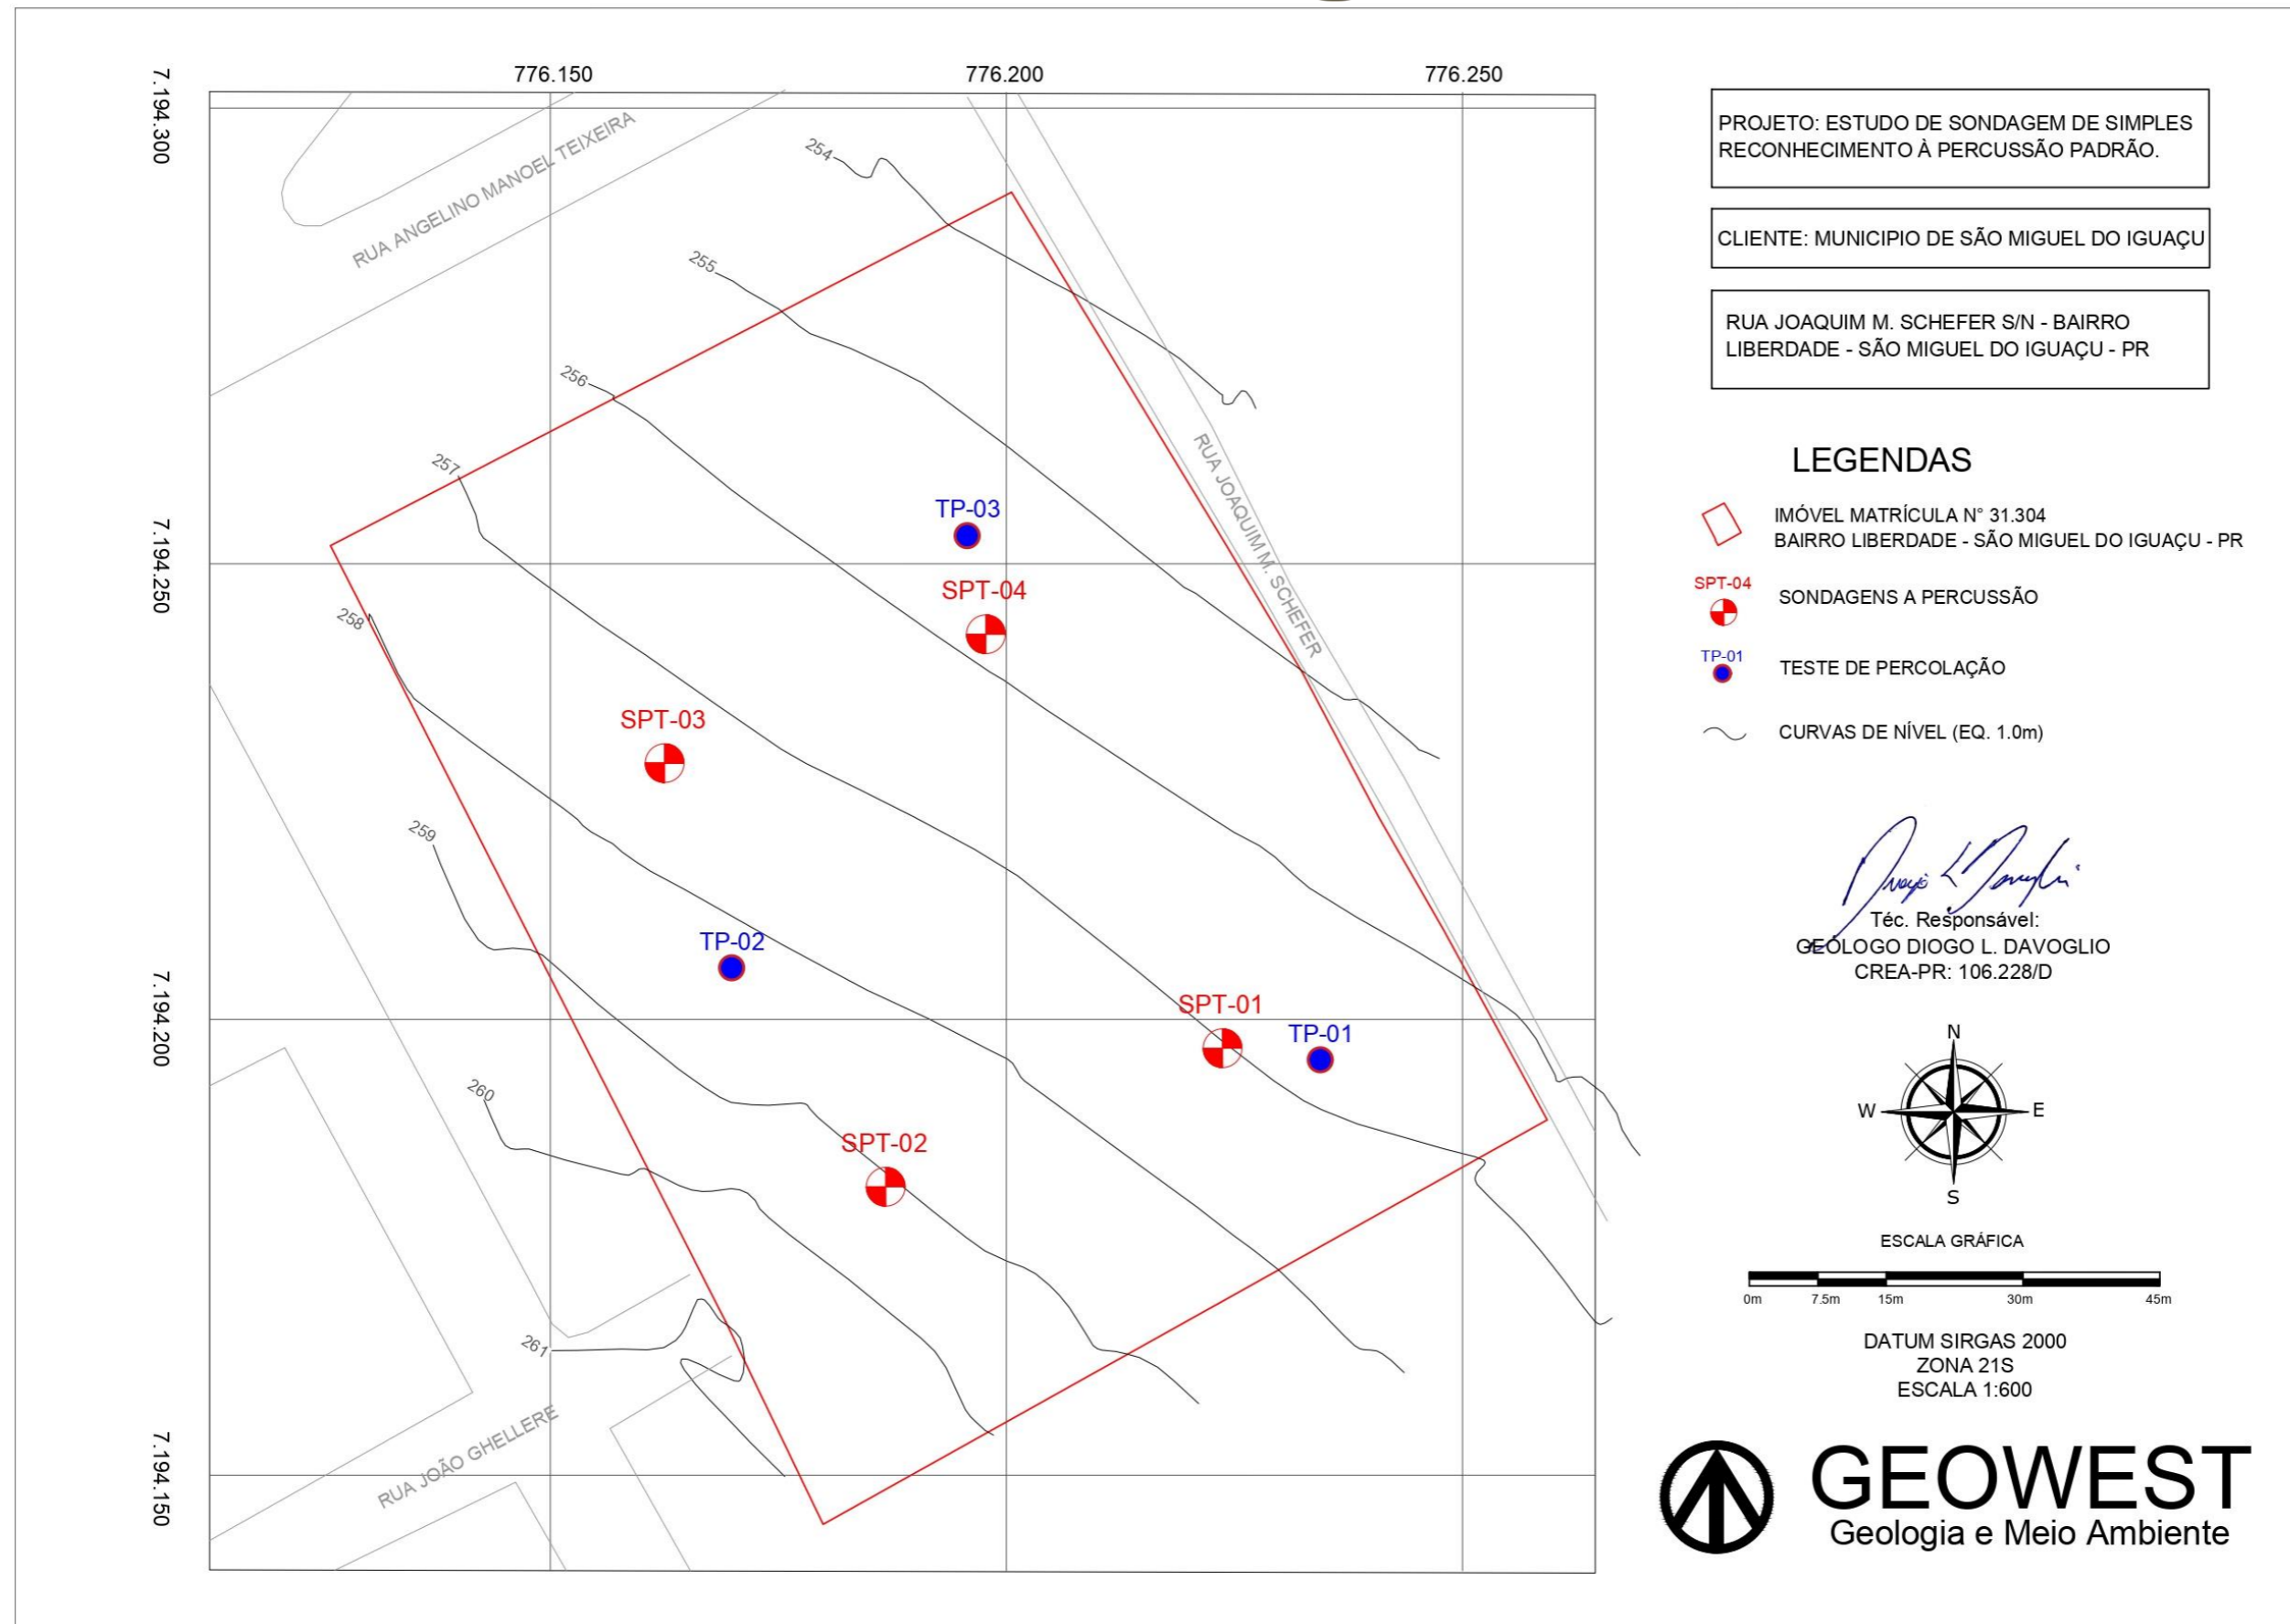 776.150
776.200
776.250
7.194.300
7.194.250
7.194.200
7.194.150
RUA ANGELINO MANOEL TEIXEIRA
254
255
256
257
258
259
260
261
RUA JOAQUIM M. SCHEFER
RUA JOÃO GHELLERE
TP-03
SPT-04
SPT-03
TP-02
SPT-01
TP-01
SPT-02
PROJETO: ESTUDO DE SONDAGEM DE SIMPLES
RECONHECIMENTO À PERCUSSÃO PADRÃO.
CLIENTE: MUNICIPIO DE SÃO MIGUEL DO IGUAÇU
RUA JOAQUIM M. SCHEFER S/N - BAIRRO
LIBERDADE - SÃO MIGUEL DO IGUAÇU - PR
LEGENDAS
IMÓVEL MATRÍCULA N° 31.304
BAIRRO LIBERDADE - SÃO MIGUEL DO IGUAÇU - PR
SPT-04
SONDAGENS A PERCUSSÃO
TP-01
TESTE DE PERCOLAÇÃO
CURVAS DE NÍVEL (EQ. 1.0m)
Téc. Responsável:
GEÓLOGO DIOGO L. DAVOGLIO
CREA-PR: 106.228/D
N
W
E
S
ESCALA GRÁFICA
0m 7.5m 15m 30m 45m
DATUM SIRGAS 2000
ZONA 21S
ESCALA 1:600
GEOWEST
Geologia e Meio Ambiente